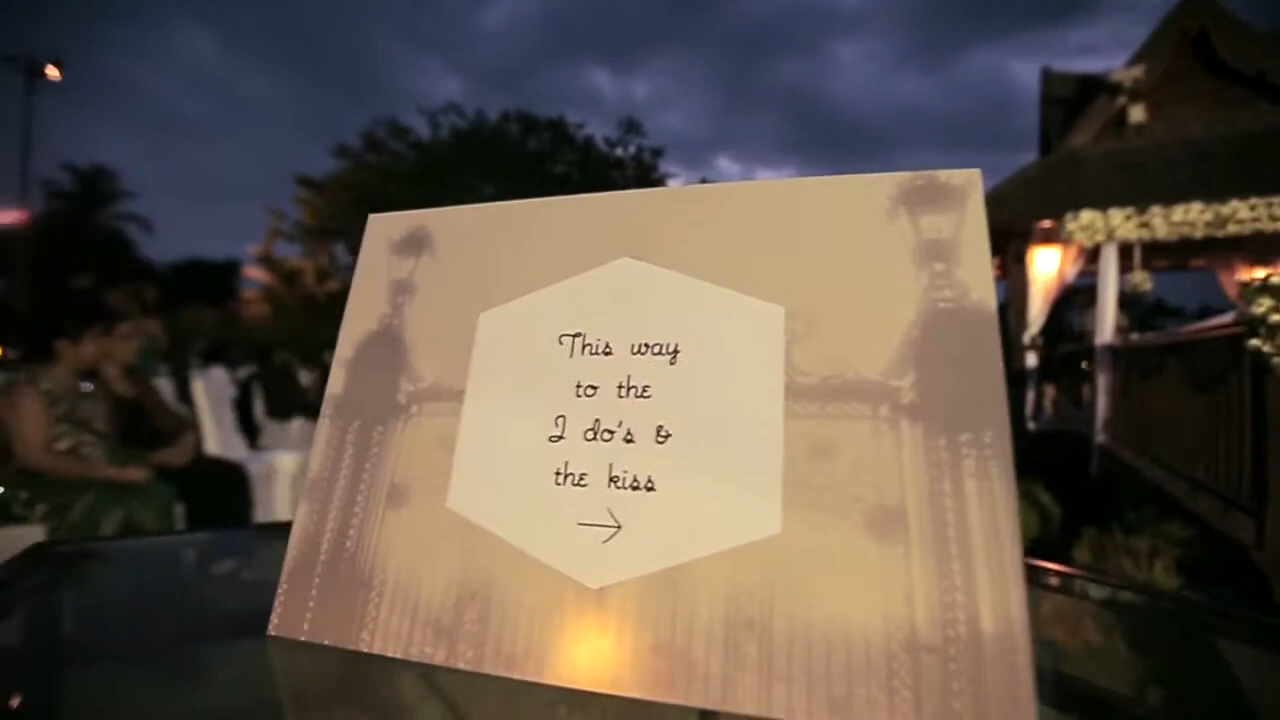 This way
to the
I do's &
the kiss
→